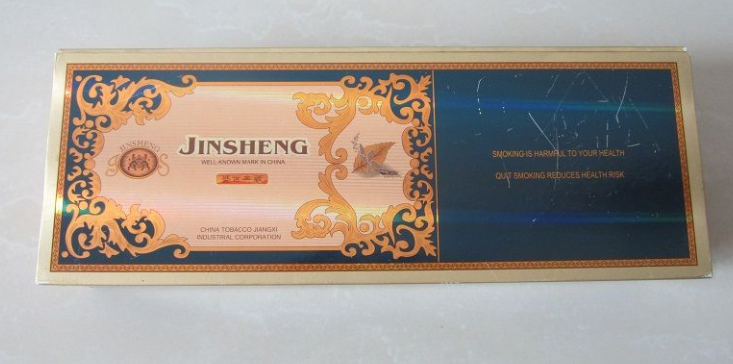 JINSHENG
JINSHENG
WELL-KNOWN MARK IN CHINA
CHINA TOBACCO JIANGXI
INDUSTRIAL CORPORATION
SMOKING IS HARMFUL TO YOUR HEALTH
QUIT SMOKING REDUCES HEALTH RISK